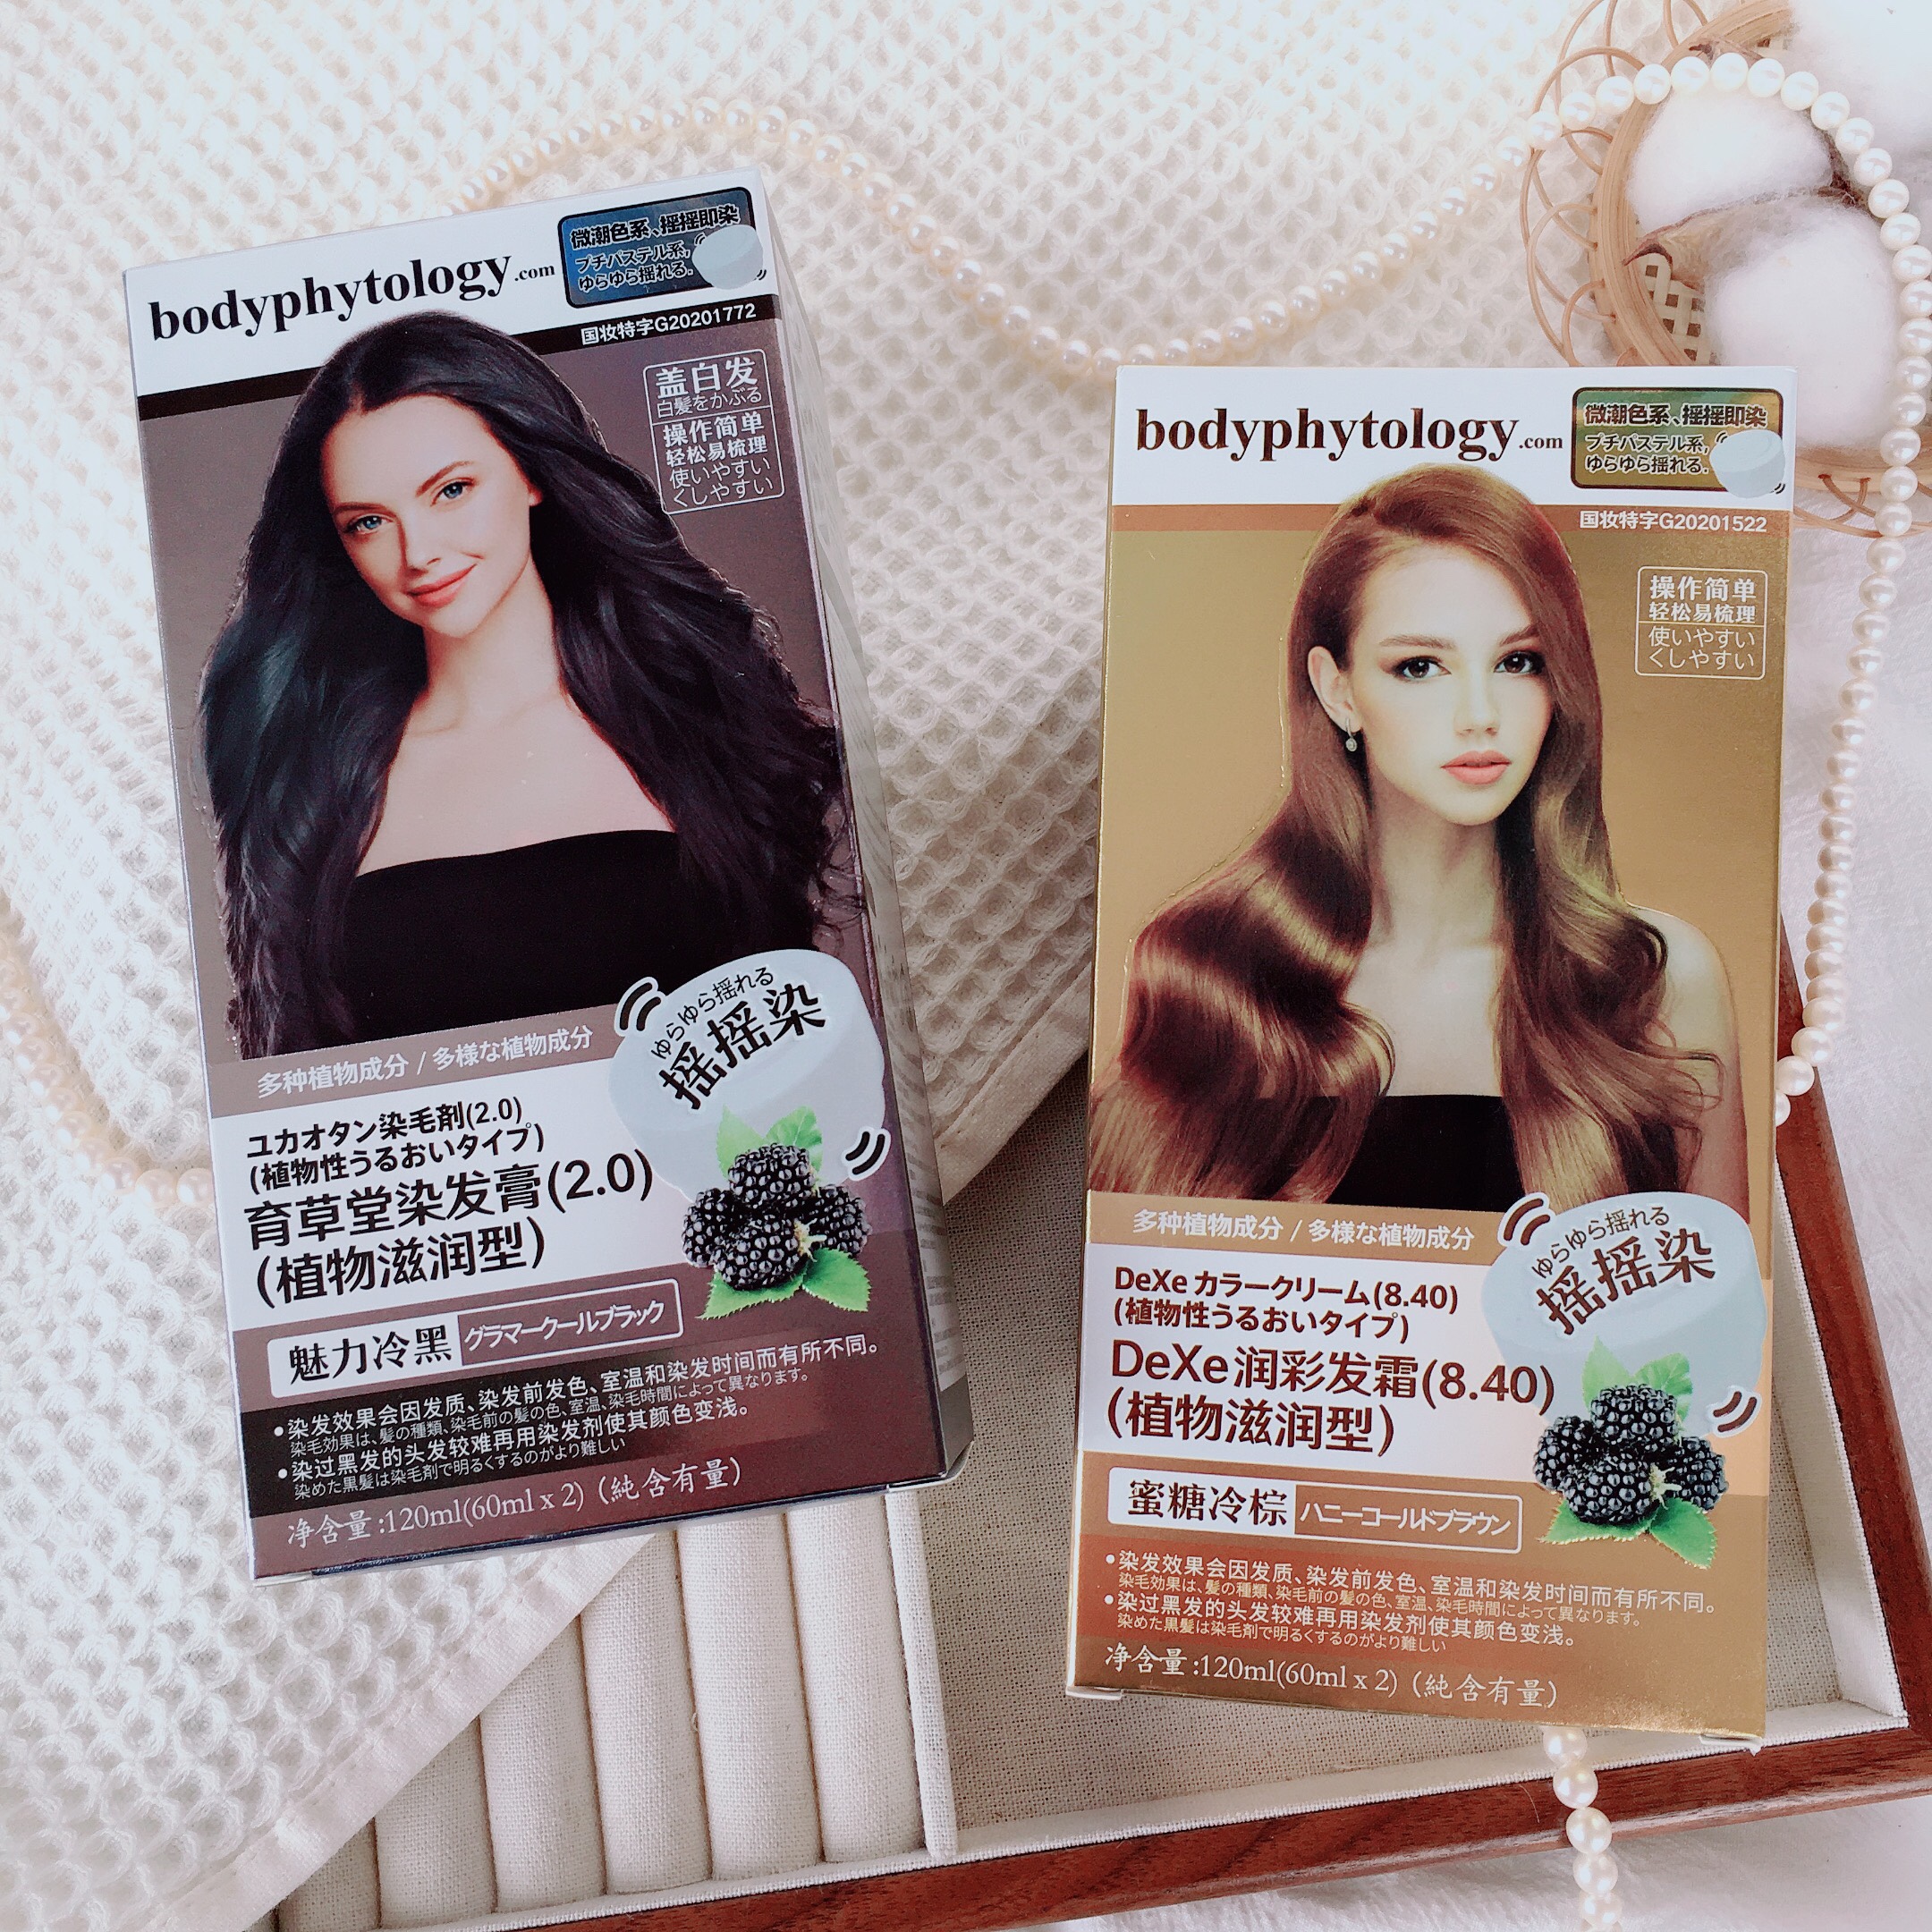 bodyphytology.com
微潮色系、摇摇即染
プチパステル系,
ゆらゆら揺れる.
国妆特字G20201772
盖白发
白髪をかぶる
操作简单
轻松易梳理
使いやすい
くしやすい
ゆらゆら揺れる
摇摇染
多种植物成分 / 多様な植物成分
ユカオタン染毛剤(2.0)
(植物性うるおいタイプ)
育草堂染发膏(2.0)
(植物滋润型)
魅力冷黑 グラマークールブラック
•染发效果会因发质、染发前发色、室温和染发时间而有所不同。
染毛効果は、髪の種類、染毛前の髪の色、室温、染毛時間によって異なります。
•染过黑发的头发较难再用染发剂使其颜色变浅。
染めた黒髪は染毛剤で明るくするのがより難しい
净含量:120ml(60ml x 2) (純含有量)
bodyphytology.com
微潮色系、摇摇即染
プチパステル系,
ゆらゆら揺れる.
国妆特字G20201522
操作简单
轻松易梳理
使いやすい
くしやすい
多种植物成分 / 多様な植物成分
ゆらゆら揺れる
摇摇染
DeXe カラークリーム(8.40)
(植物性うるおいタイプ)
DeXe润彩发霜(8.40)
(植物滋润型)
蜜糖冷棕 ハニーコールドブラウン
•染发效果会因发质、染发前发色、室温和染发时间而有所不同。
染毛効果は、髪の種類、染毛前の髪の色、室温、染毛時間によって異なります。
•染过黑发的头发较难再用染发剂使其颜色变浅。
染めた黒髪は染毛剤で明るくするのがより難しい
净含量:120ml(60ml x 2) (純含有量)